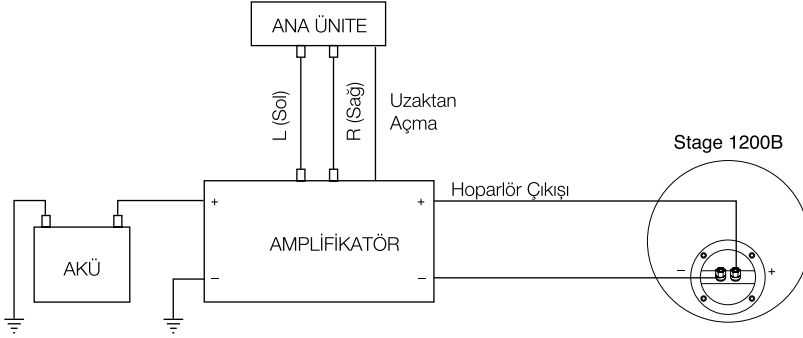 ANA ÜNİTE
L (Sol)
R (Sağ)
Uzaktan
Açma
Stage 1200B
Hoparlör Çıkışı
+ +
AMPLİFİKATÖR
AKÜ
– –
– +